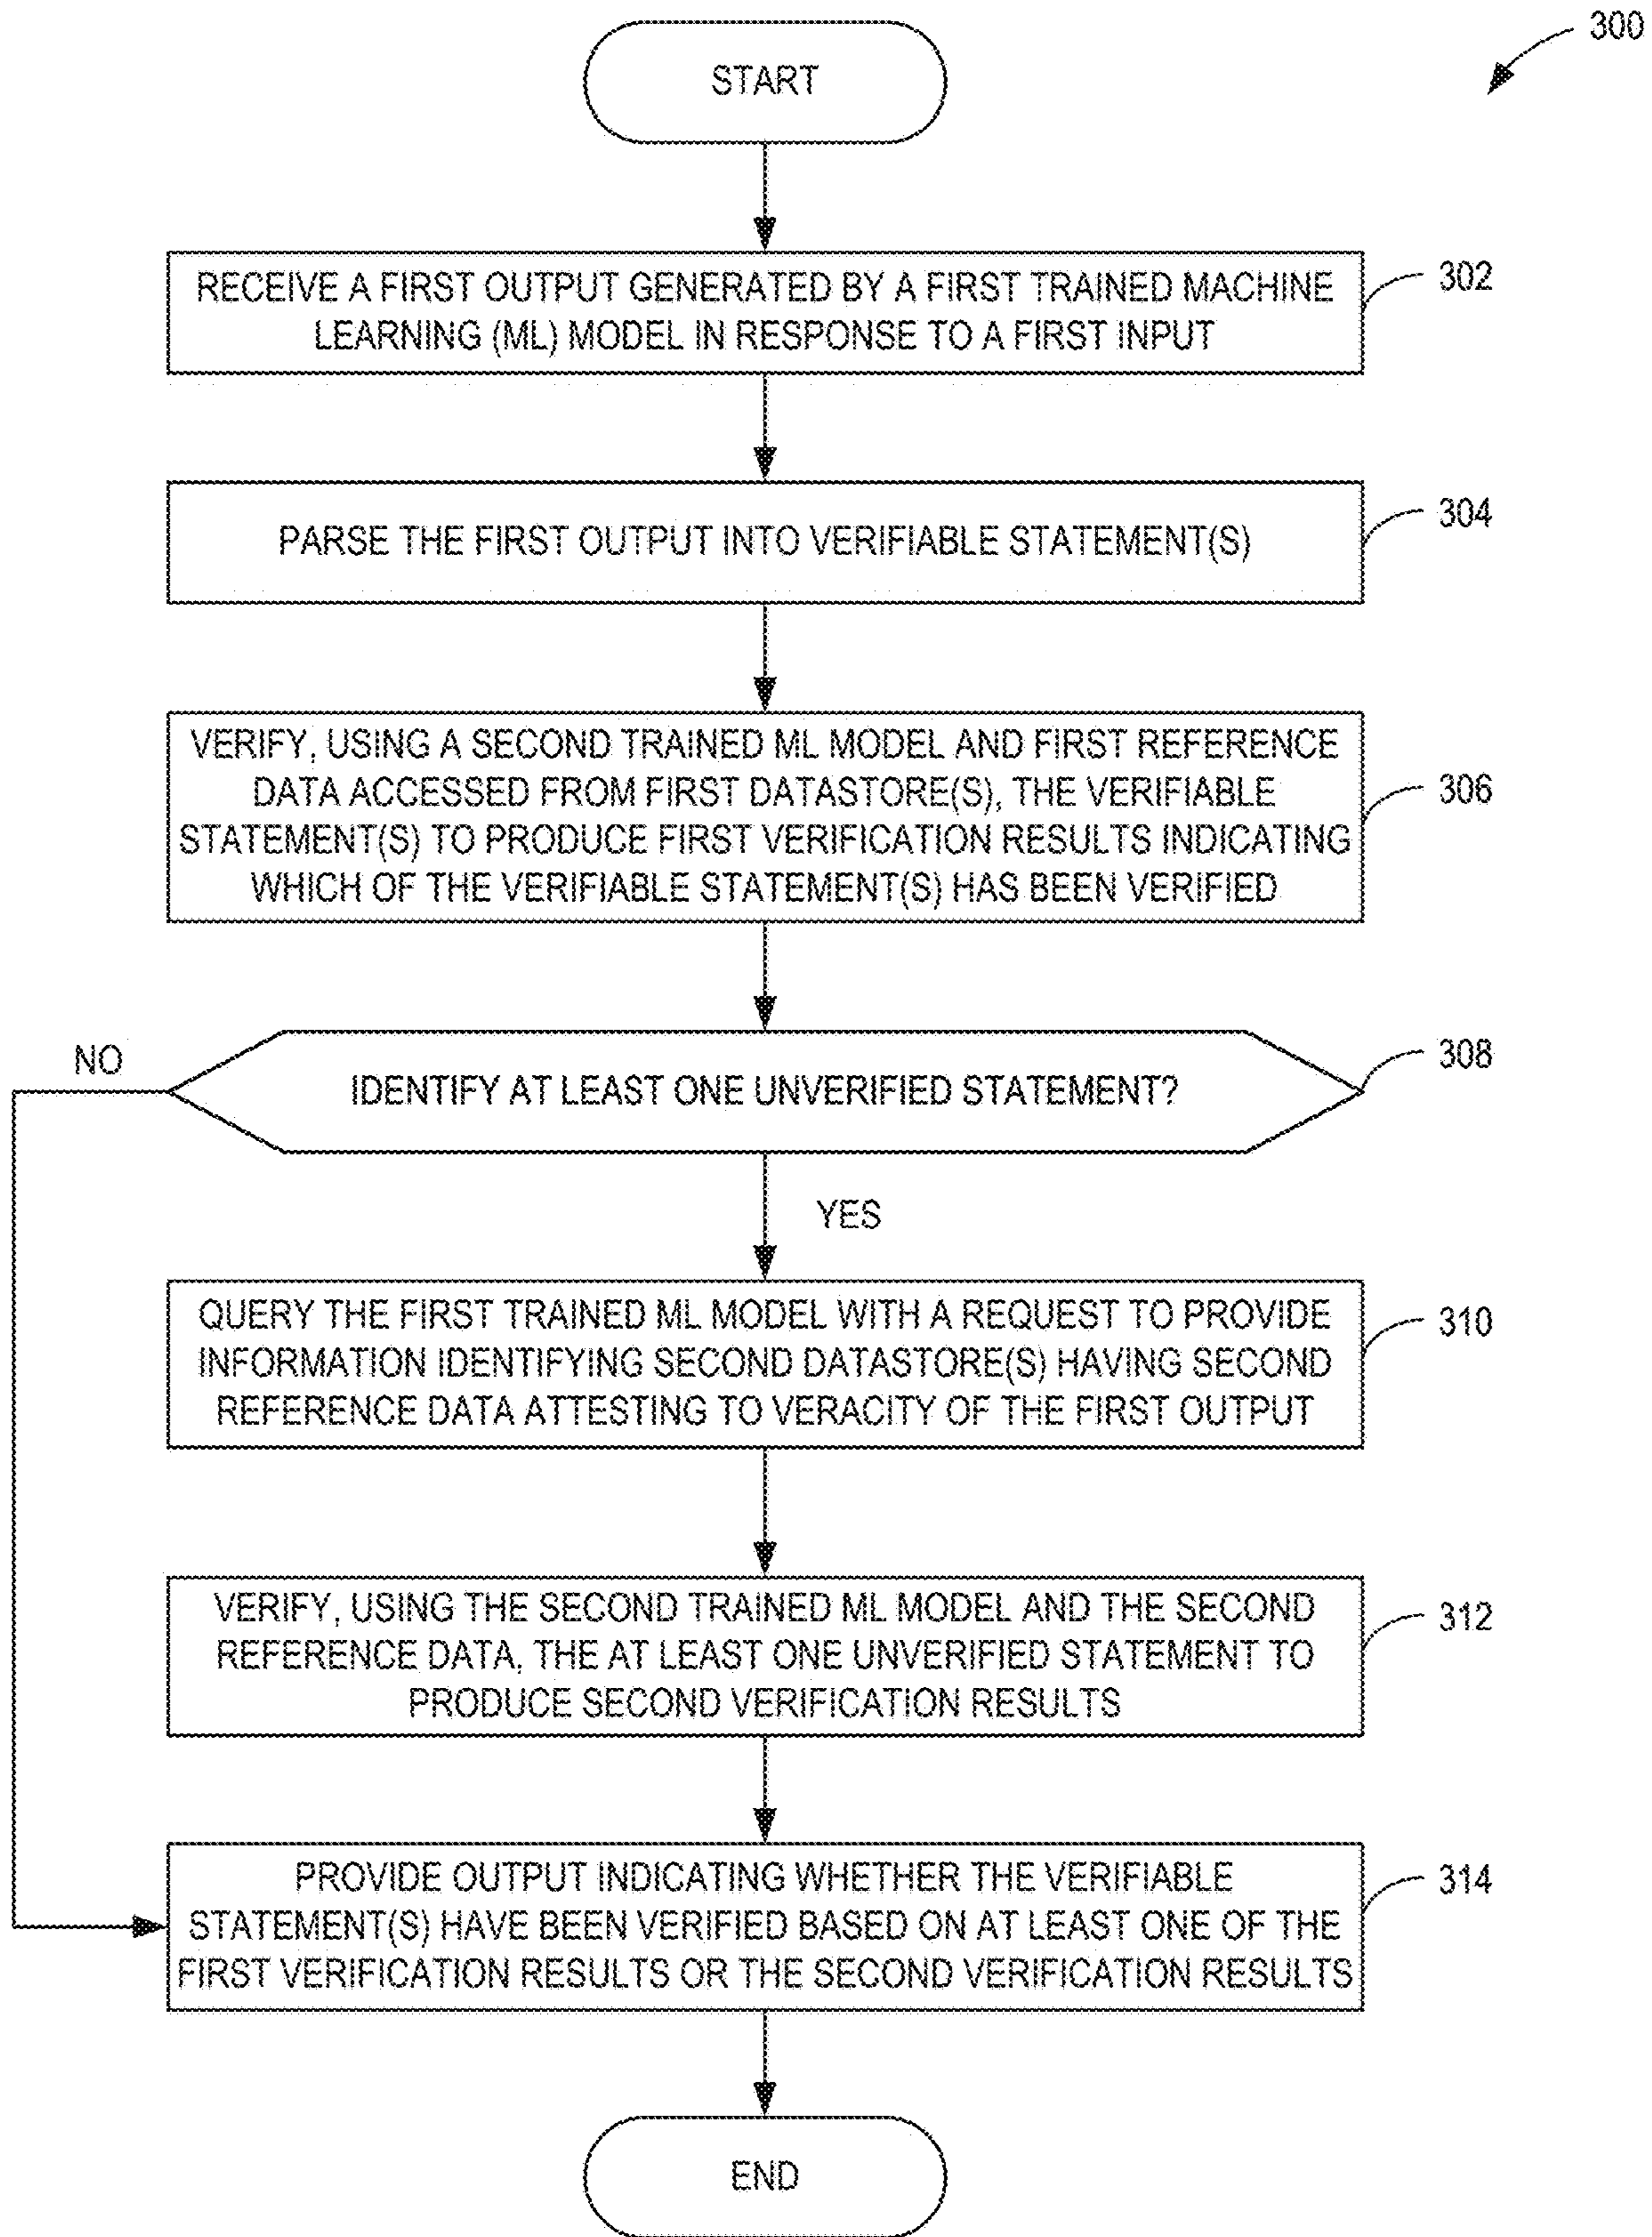 300
START
RECEIVE A FIRST OUTPUT GENERATED BY A FIRST TRAINED MACHINE
LEARNING (ML) MODEL IN RESPONSE TO A FIRST INPUT
302
PARSE THE FIRST OUTPUT INTO VERIFIABLE STATEMENT(S)
304
VERIFY, USING A SECOND TRAINED ML MODEL AND FIRST REFERENCE
DATA ACCESSED FROM FIRST DATASTORE(S), THE VERIFIABLE
STATEMENT(S) TO PRODUCE FIRST VERIFICATION RESULTS INDICATING
WHICH OF THE VERIFIABLE STATEMENT(S) HAS BEEN VERIFIED
306
NO
IDENTIFY AT LEAST ONE UNVERIFIED STATEMENT?
308
YES
QUERY THE FIRST TRAINED ML MODEL WITH A REQUEST TO PROVIDE
INFORMATION IDENTIFYING SECOND DATASTORE(S) HAVING SECOND
REFERENCE DATA ATTESTING TO VERACITY OF THE FIRST OUTPUT
310
VERIFY, USING THE SECOND TRAINED ML MODEL AND THE SECOND
REFERENCE DATA, THE AT LEAST ONE UNVERIFIED STATEMENT TO
PRODUCE SECOND VERIFICATION RESULTS
312
PROVIDE OUTPUT INDICATING WHETHER THE VERIFIABLE
STATEMENT(S) HAVE BEEN VERIFIED BASED ON AT LEAST ONE OF THE
FIRST VERIFICATION RESULTS OR THE SECOND VERIFICATION RESULTS
314
END